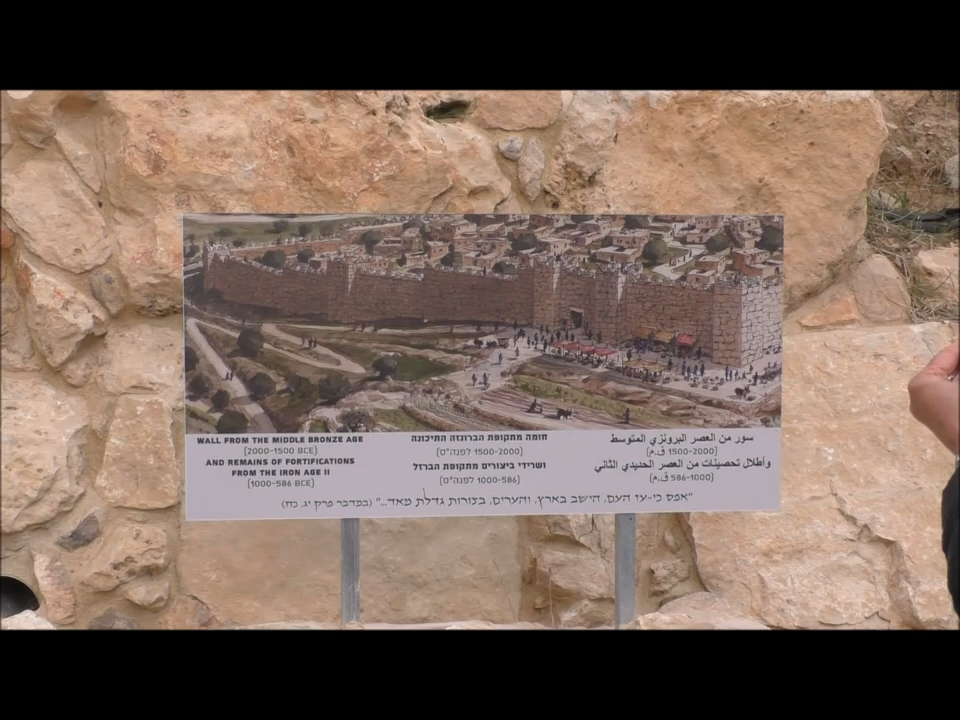 WALL FROM THE MIDDLE BRONZE AGE
(2000-1500 BCE)
AND REMAINS OF FORTIFICATIONS
FROM THE IRON AGE II
(1000-586 BCE)
חומה מתקופת הברונזה התיכונה
(1500-2000 לפנה"ס)
ושרידי ביצורים מתקופת הברזל
(1000-586 לפנה"ס)
سور من العصر البرونزي المتوسط
(2000-1500 ق.م)
وأطلال تحصينات من العصر الحديدي الثاني
(1000-586 ق.م)
"אפס כי-עז העם, הישב בארץ, והערים, בצורות גדלת מאד..." (במדבר פרק יג, כח)